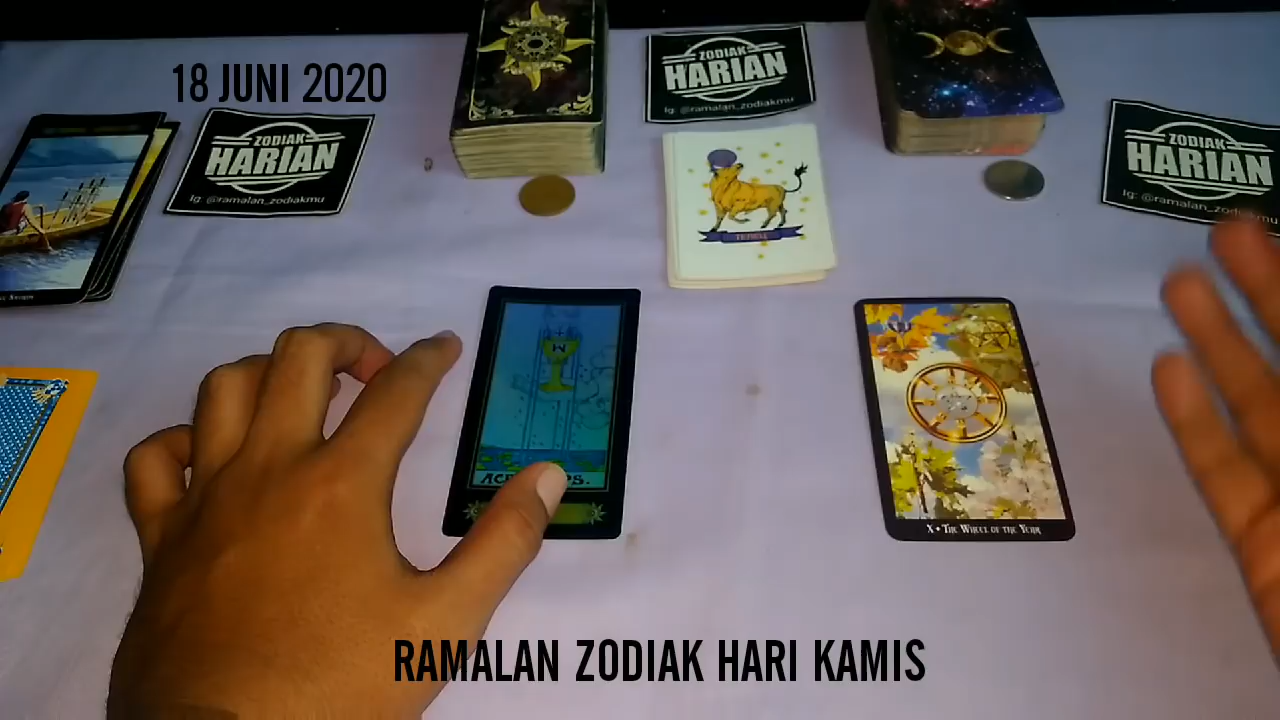 18 JUNI 2020
ZODIAK
HARIAN
Ig: @ramalan_zodiakmu
ZODIAK
HARIAN
Ig: @ramalan_zodiakmu
ZODIAK
HARIAN
Ig: @ramalan_zodiakmu
X • THE WHEEL OF THE YEAR
RAMALAN ZODIAK HARI KAMIS